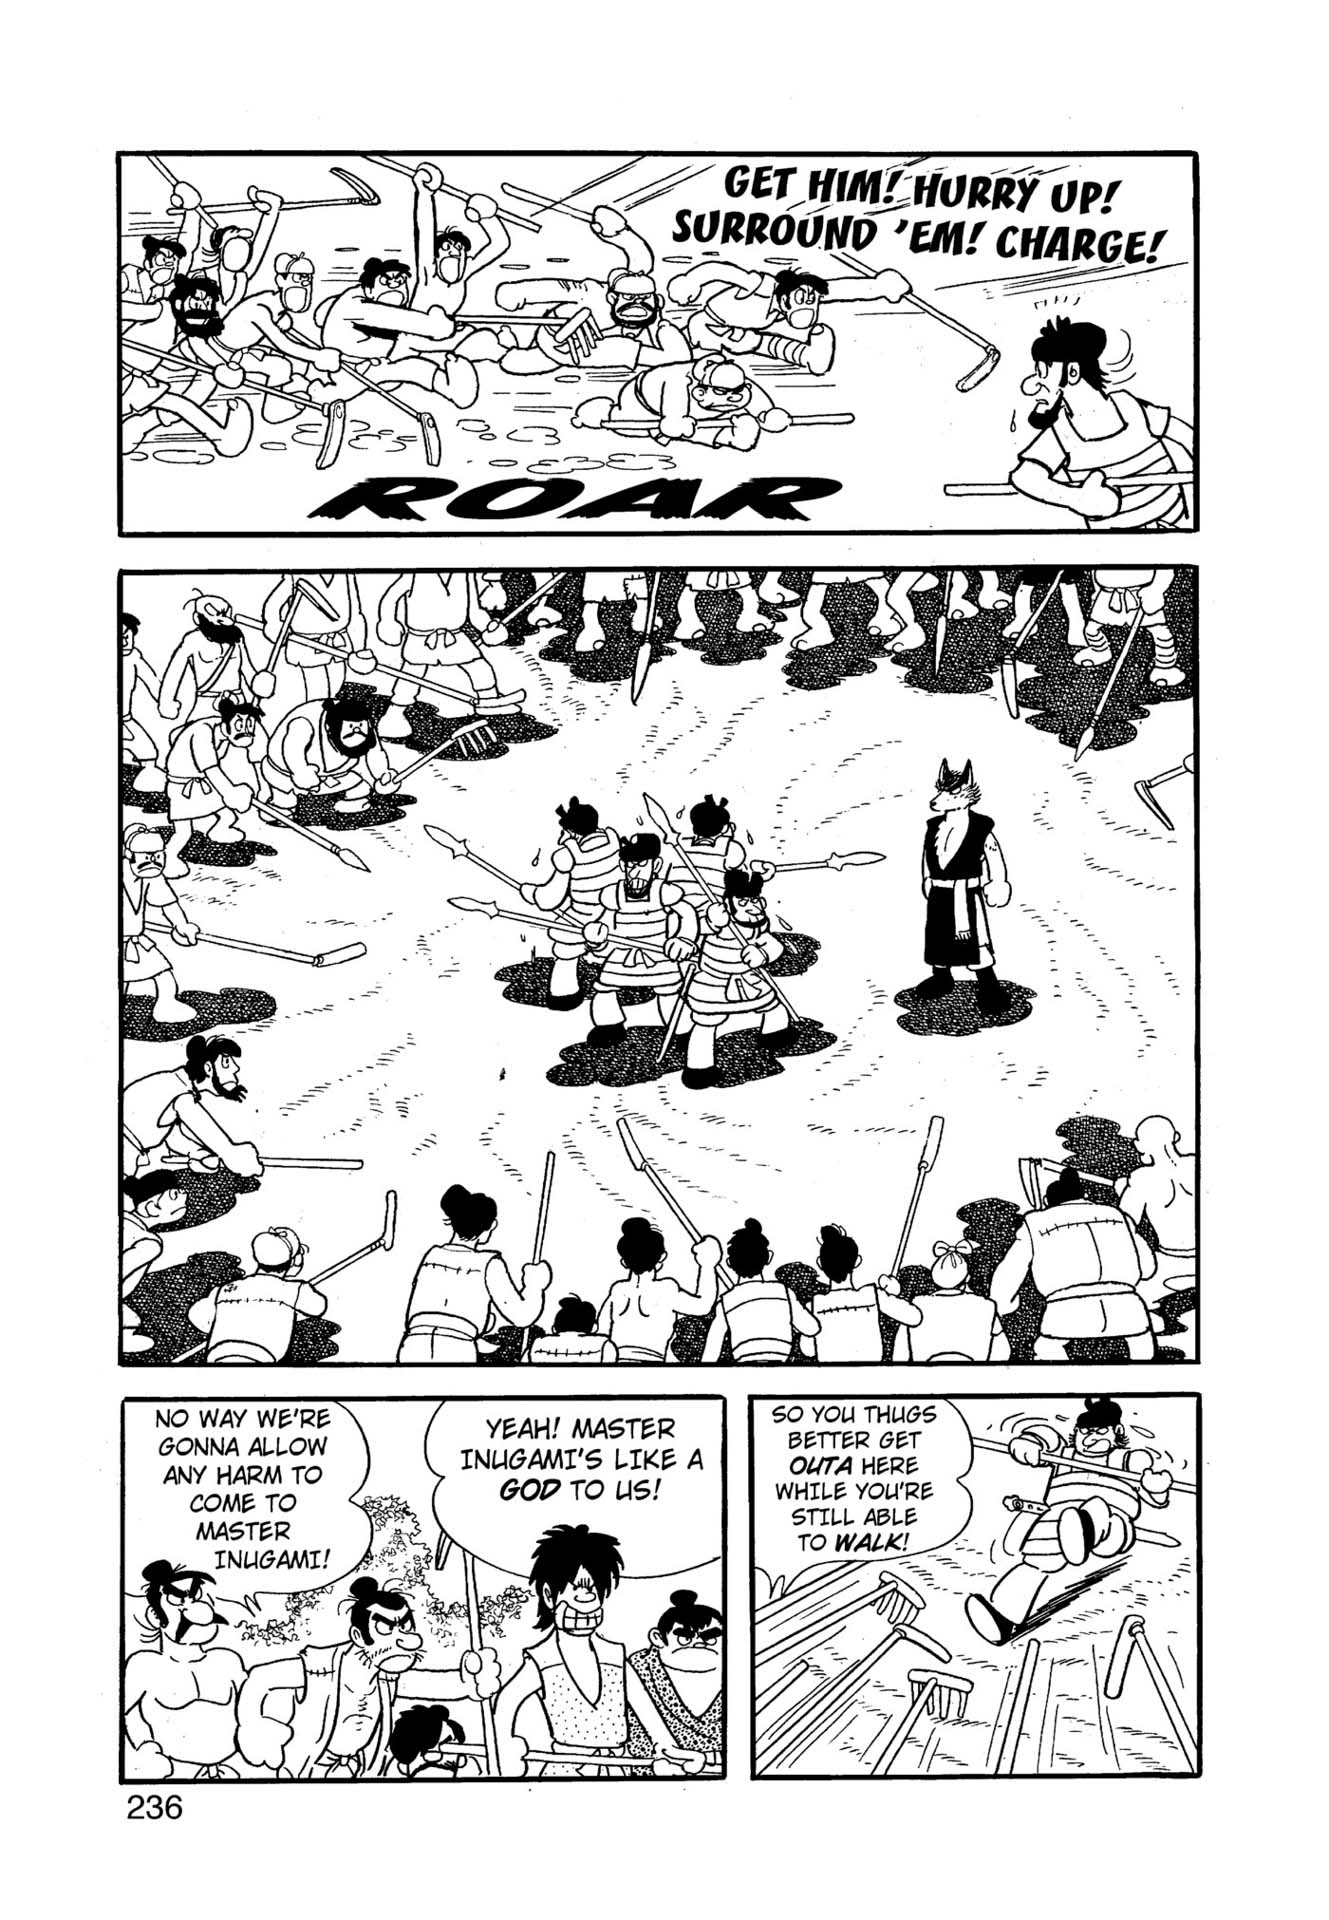 GET HIM! HURRY UP!
SURROUND 'EM! CHARGE!
ROAR
NO WAY WE'RE
GONNA ALLOW
ANY HARM TO
COME TO
MASTER
INUGAMI!
YEAH! MASTER
INUGAMI'S LIKE A
GOD TO US!
SO YOU THUGS
BETTER GET
OUTA HERE
WHILE YOU'RE
STILL ABLE
TO WALK!
236